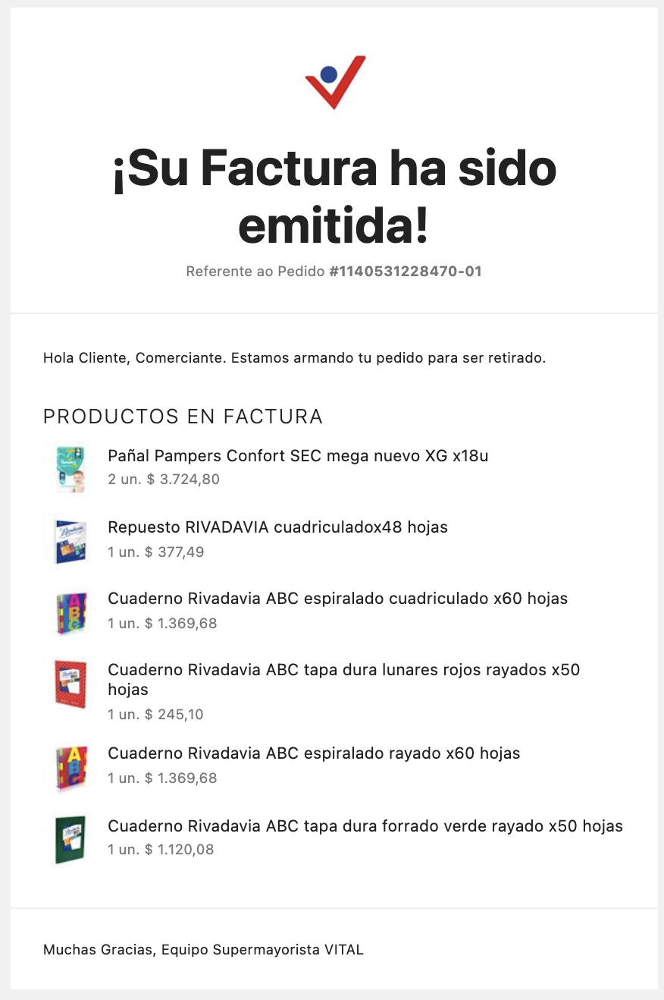 ¡Su Factura ha sido
emitida!
Referente ao Pedido #1140531228470-01
Hola Cliente, Comerciante. Estamos armando tu pedido para ser retirado.
PRODUCTOS EN FACTURA
Pañal Pampers Confort SEC mega nuevo XG x18u
2 un. $ 3.724,80
Repuesto RIVADAVIA cuadriculadox48 hojas
1 un. $ 377,49
Cuaderno Rivadavia ABC espiralado cuadriculado x60 hojas
1 un. $ 1.369,68
Cuaderno Rivadavia ABC tapa dura lunares rojos rayados x50
hojas
1 un. $ 245,10
Cuaderno Rivadavia ABC espiralado rayado x60 hojas
1 un. $ 1.369,68
Cuaderno Rivadavia ABC tapa dura forrado verde rayado x50 hojas
1 un. $ 1.120,08
Muchas Gracias, Equipo Supermayorista VITAL